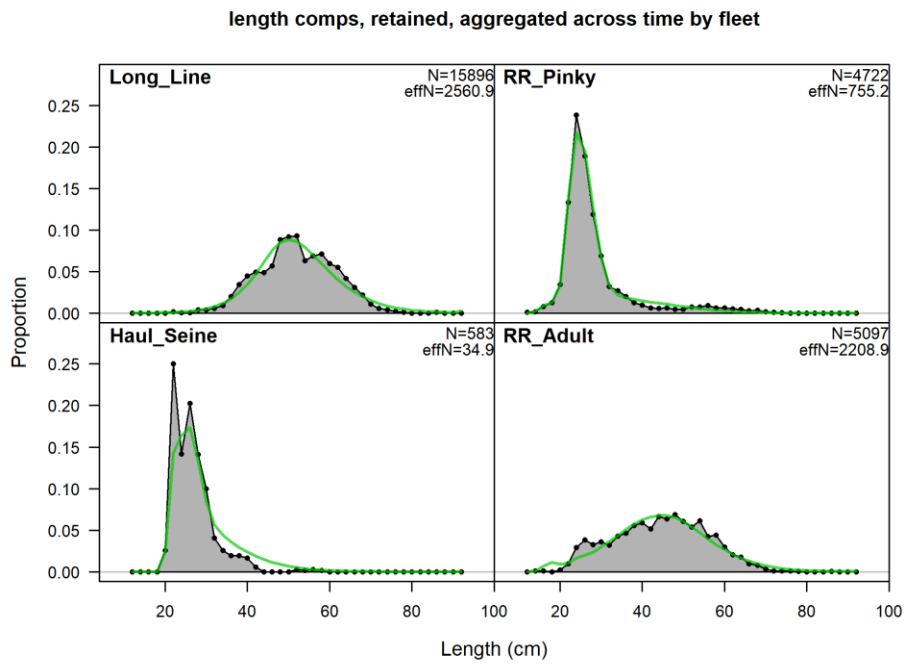 length comps, retained, aggregated across time by fleet
Long_Line
N=15896
effN=2560.9
RR_Pinky
N=4722
effN=755.2
0.25
0.20
0.15
0.10
0.05
0.00
Haul_Seine
N=583
effN=34.9
RR_Adult
N=5097
effN=2208.9
0.25
0.20
0.15
0.10
0.05
0.00
Proportion
20 40 60 80 100 20 40 60 80 100
Length (cm)